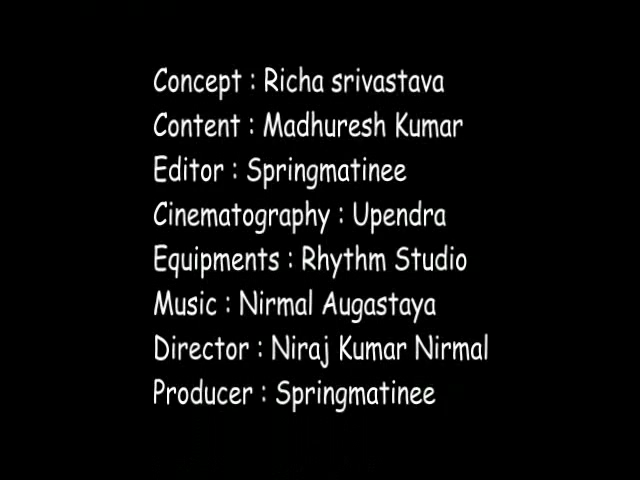 Concept : Richa srivastava
Content : Madhuresh Kumar
Editor : Springmatinee
Cinematography : Upendra
Equipments : Rhythm Studio
Music : Nirmal Augastaya
Director : Niraj Kumar Nirmal
Producer : Springmatinee